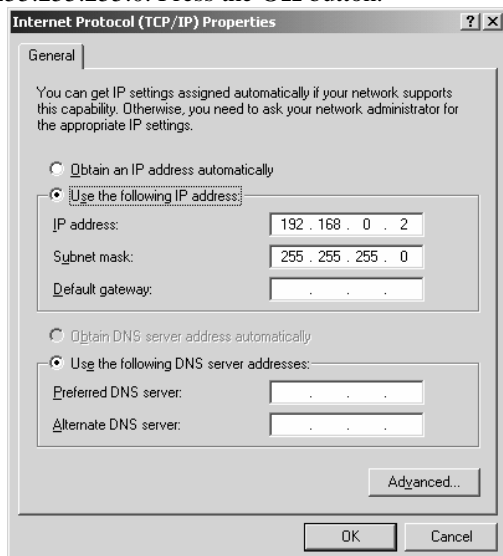 Press the OK button.
Internet Protocol (TCP/IP) Properties
General
You can get IP settings assigned automatically if your network supports
this capability. Otherwise, you need to ask your network administrator for
the appropriate IP settings.
Obtain an IP address automatically
Use the following IP address:
IP address: 192 . 168 . 0 . 2
Subnet mask: 255 . 255 . 255 . 0
Default gateway: . . .
Obtain DNS server address automatically
Use the following DNS server addresses:
Preferred DNS server: . . .
Alternate DNS server: . . .
Advanced...
OK Cancel